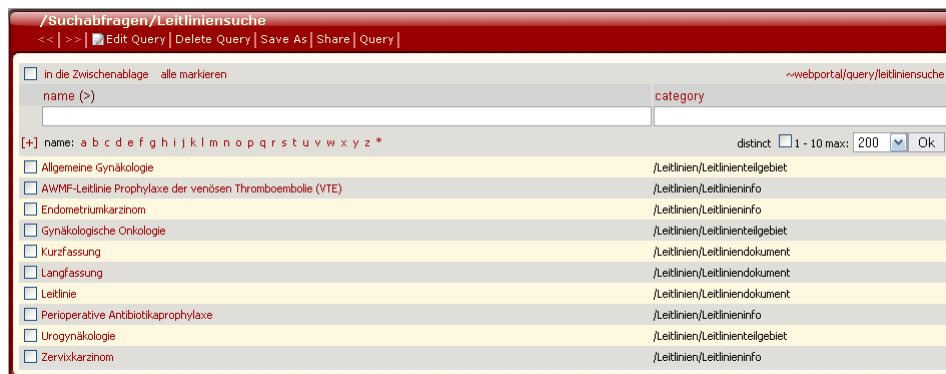 /Suchabfragen/Leitliniensuche
<< | >> | Edit Query | Delete Query | Save As | Share | Query |
in die Zwischenablage alle markieren ~webportal/query/leitliniensuche
name (>) category
[+] name: a b c d e f g h i j k l m n o p q r s t u v w x y z * distinct 1 - 10 max: 200 Ok
Allgemeine Gynäkologie /Leitlinien/Leitlinienteilgebiet
AWMF-Leitlinie Prophylaxe der venösen Thromboembolie (VTE) /Leitlinien/Leitlinieninfo
Endometriumkarzinom /Leitlinien/Leitlinieninfo
Gynäkologische Onkologie /Leitlinien/Leitlinienteilgebiet
Kurzfassung /Leitlinien/Leitliniendokument
Langfassung /Leitlinien/Leitliniendokument
Leitlinie /Leitlinien/Leitliniendokument
Perioperative Antibiotikaprophylaxe /Leitlinien/Leitlinieninfo
Urogynäkologie /Leitlinien/Leitlinienteilgebiet
Zervixkarzinom /Leitlinien/Leitlinieninfo